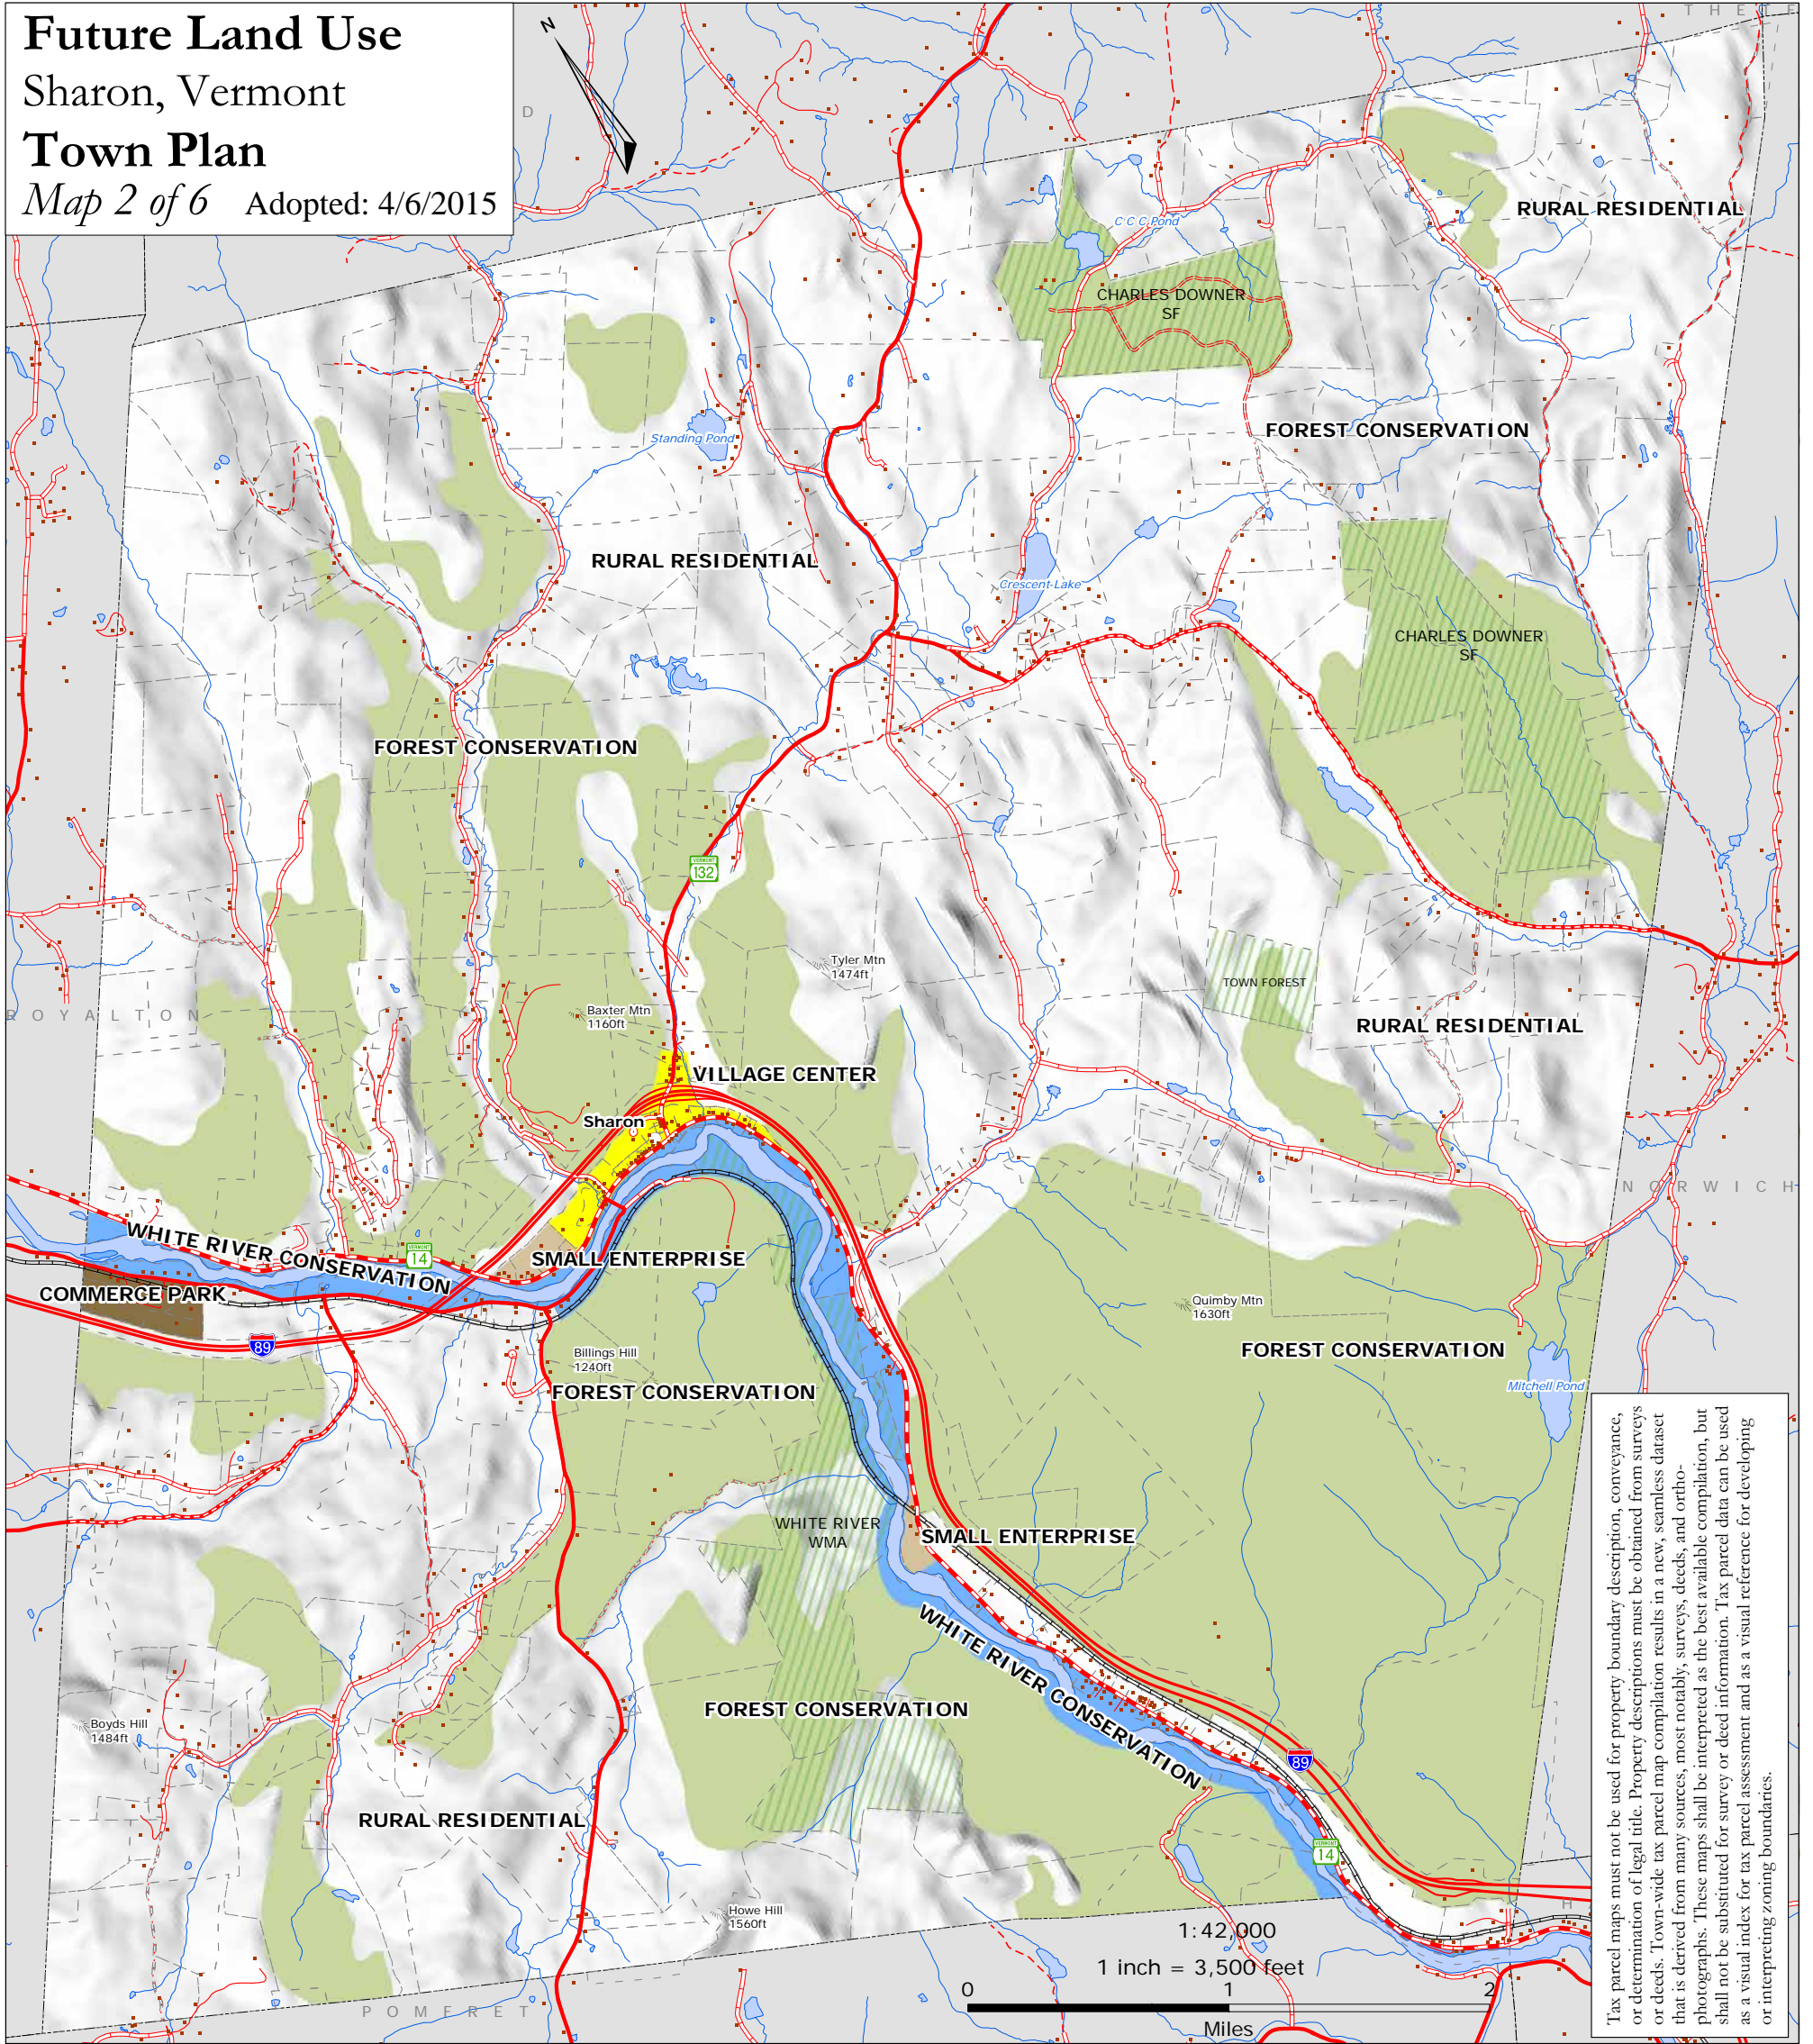 Future Land Use
Sharon, Vermont
Town Plan
Map 2 of 6 Adopted: 4/6/2015
N
D
T H E T F
C C C Pond
RURAL RESIDENTIAL
CHARLES DOWNER
SF
Standing Pond
FOREST CONSERVATION
RURAL RESIDENTIAL
Crescent Lake
CHARLES DOWNER
SF
FOREST CONSERVATION
VERMONT
132
Tyler Mtn
1474ft
TOWN FOREST
Baxter Mtn
1160ft
ROYALTON
RURAL RESIDENTIAL
VILLAGE CENTER
Sharon
NORWICH
WHITE RIVER CONSERVATION
VERMONT
14
SMALL ENTERPRISE
COMMERCE PARK
Quimby Mtn
1630ft
89
Billings Hill
1240ft
FOREST CONSERVATION
FOREST CONSERVATION
Mitchell Pond
WHITE RIVER
WMA
SMALL ENTERPRISE
WHITE RIVER CONSERVATION
FOREST CONSERVATION
Boyds Hill
1484ft
89
RURAL RESIDENTIAL
VERMONT
14
Howe Hill
1560ft
H
POMFRET
1:42,000
1 inch = 3,500 feet
0 1 2
Miles
Tax parcel maps must not be used for property boundary description, conveyance,
or determination of legal title. Property descriptions must be obtained from surveys
or deeds. Town-wide tax parcel map compilation results in a new, seamless dataset
that is derived from many sources, most notably, surveys, deeds, and ortho-
photographs. These maps shall be interpreted as the best available compilation, but
shall not be substituted for survey or deed information. Tax parcel data can be used
as a visual index for tax parcel assessment and as a visual reference for developing
or interpreting zoning boundaries.